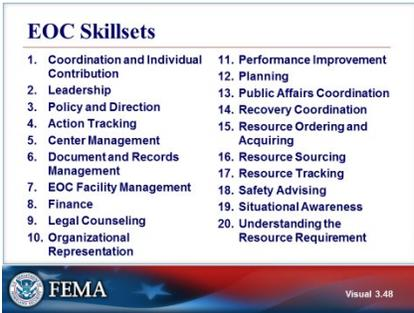 EOC Skillsets
1. Coordination and Individual
Contribution
2. Leadership
3. Policy and Direction
4. Action Tracking
5. Center Management
6. Document and Records
Management
7. EOC Facility Management
8. Finance
9. Legal Counseling
10. Organizational
Representation
11. Performance Improvement
12. Planning
13. Public Affairs Coordination
14. Recovery Coordination
15. Resource Ordering and
Acquiring
16. Resource Sourcing
17. Resource Tracking
18. Safety Advising
19. Situational Awareness
20. Understanding the
Resource Requirement
FEMA
Visual 3.48